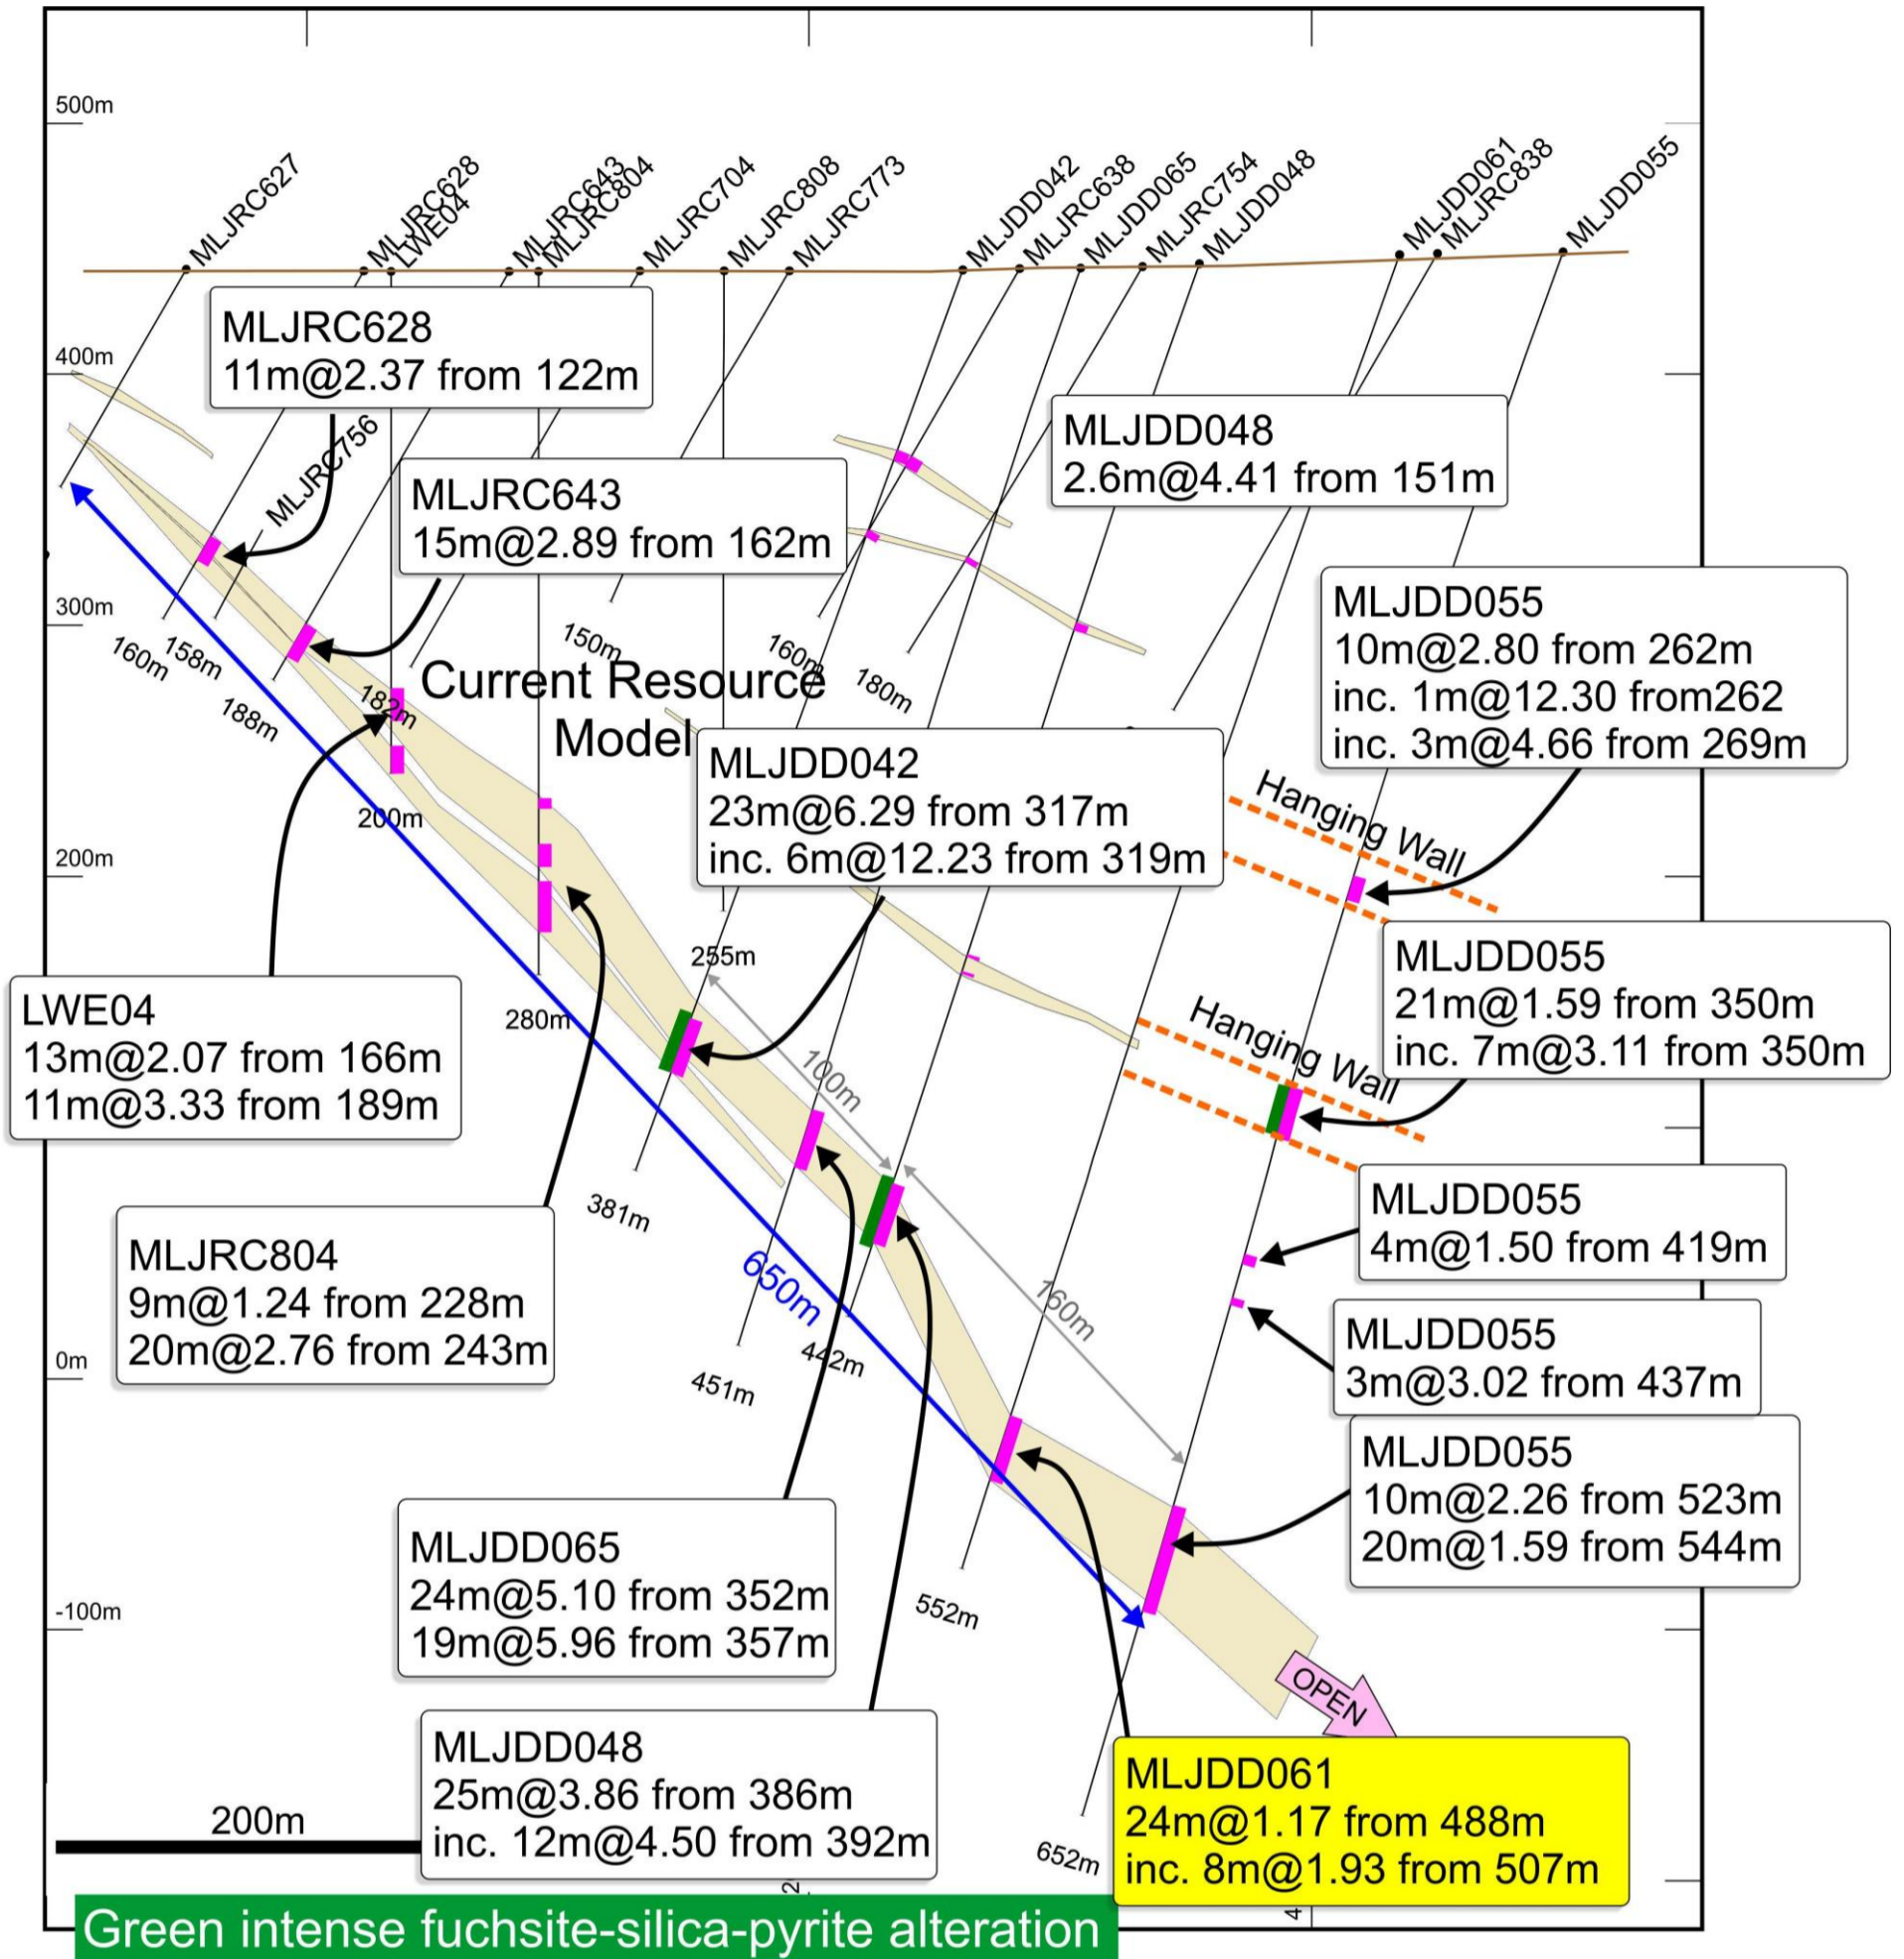 500m
400m
300m
200m
0m
-100m
MLJRC627
MLJRC628
LWE04
MLJRC643
MLJRC804
MLJRC704
MLJRC808
MLJRC773
MLJDD042
MLJRC638
MLJDD065
MLJRC754
MLJDD048
MLJDD061
MLJRC838
MLJDD055
MLJRC628
11m@2.37 from 122m
MLJRC756
MLJRC643
15m@2.89 from 162m
MLJDD048
2.6m@4.41 from 151m
160m
158m
188m
182m
200m
150m
160m
180m
Current Resource
Model
MLJDD055
10m@2.80 from 262m
inc. 1m@12.30 from262
inc. 3m@4.66 from 269m
MLJDD042
23m@6.29 from 317m
inc. 6m@12.23 from 319m
Hanging Wall
255m
280m
100m
MLJDD055
21m@1.59 from 350m
inc. 7m@3.11 from 350m
Hanging Wall
LWE04
13m@2.07 from 166m
11m@3.33 from 189m
381m
MLJDD055
4m@1.50 from 419m
MLJRC804
9m@1.24 from 228m
20m@2.76 from 243m
650m
160m
451m
442m
MLJDD055
3m@3.02 from 437m
MLJDD055
10m@2.26 from 523m
20m@1.59 from 544m
MLJDD065
24m@5.10 from 352m
19m@5.96 from 357m
552m
OPEN
MLJDD048
25m@3.86 from 386m
inc. 12m@4.50 from 392m
MLJDD061
24m@1.17 from 488m
inc. 8m@1.93 from 507m
652m
200m
Green intense fuchsite-silica-pyrite alteration